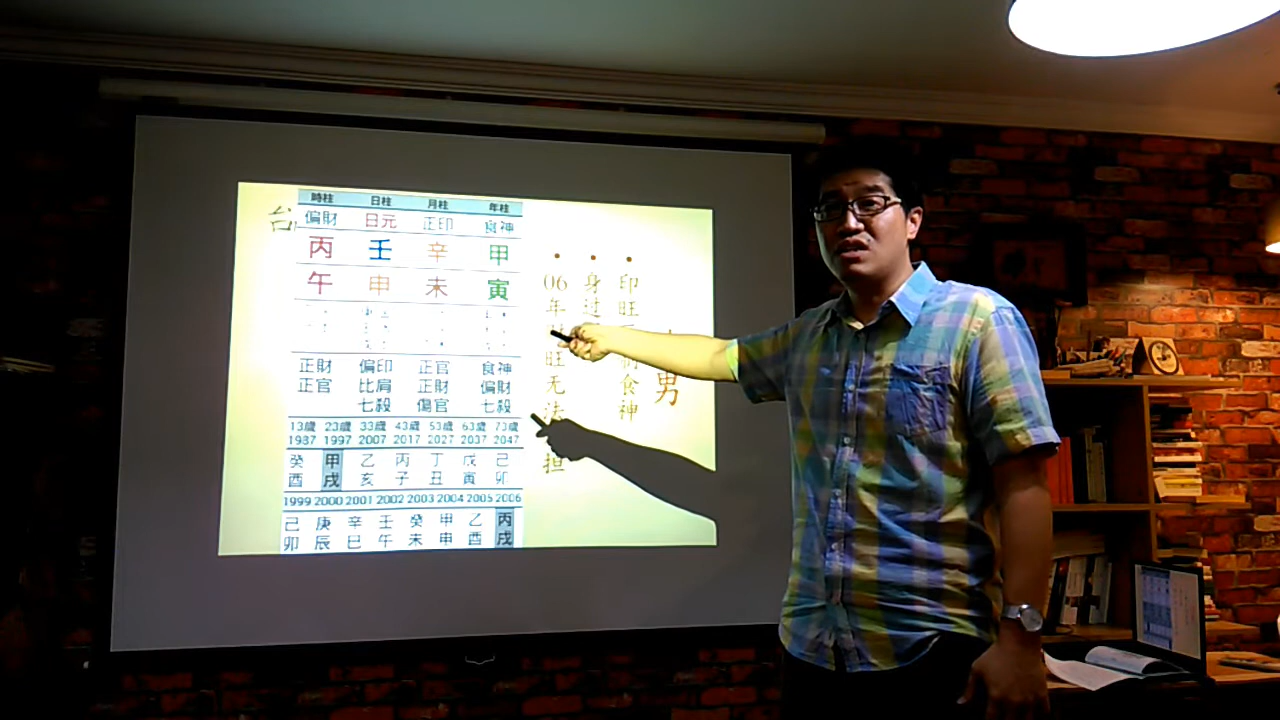 台
時柱 日柱 月柱 年柱
偏財 日元 正印 食神
丙 壬 辛 甲
午 申 未 寅
正財 偏印 正官 食神
正官 比肩 正財 偏財
七殺 傷官 七殺
13歲 23歲 33歲 43歲 53歲 63歲 73歲
1987 1997 2007 2017 2027 2037 2047
癸 甲 乙 丙 丁 戊 己
酉 戌 亥 子 丑 寅 卯
1999 2000 2001 2002 2003 2004 2005 2006
己 庚 辛 壬 癸 甲 乙 丙
卯 辰 巳 午 未 申 酉 戌
男
• 印旺 食神
• 身过
• 06年 旺无法 担